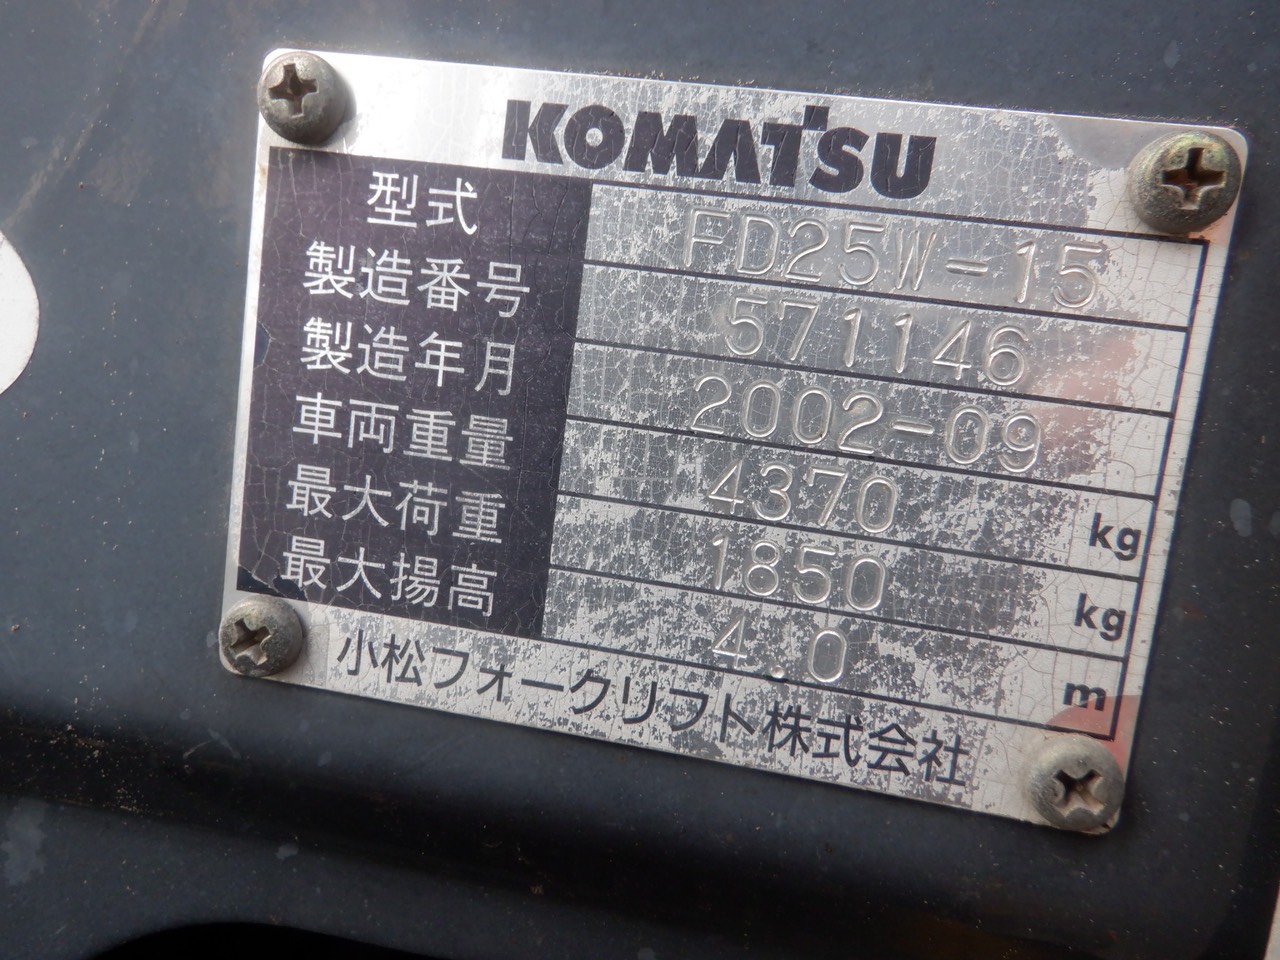 KOMATSU
型式 FD25W-15
製造番号 571146
製造年月 2002-09
車両重量 4370 kg
最大荷重 1850 kg
最大揚高 4.0 m
小松フォークリフト株式会社